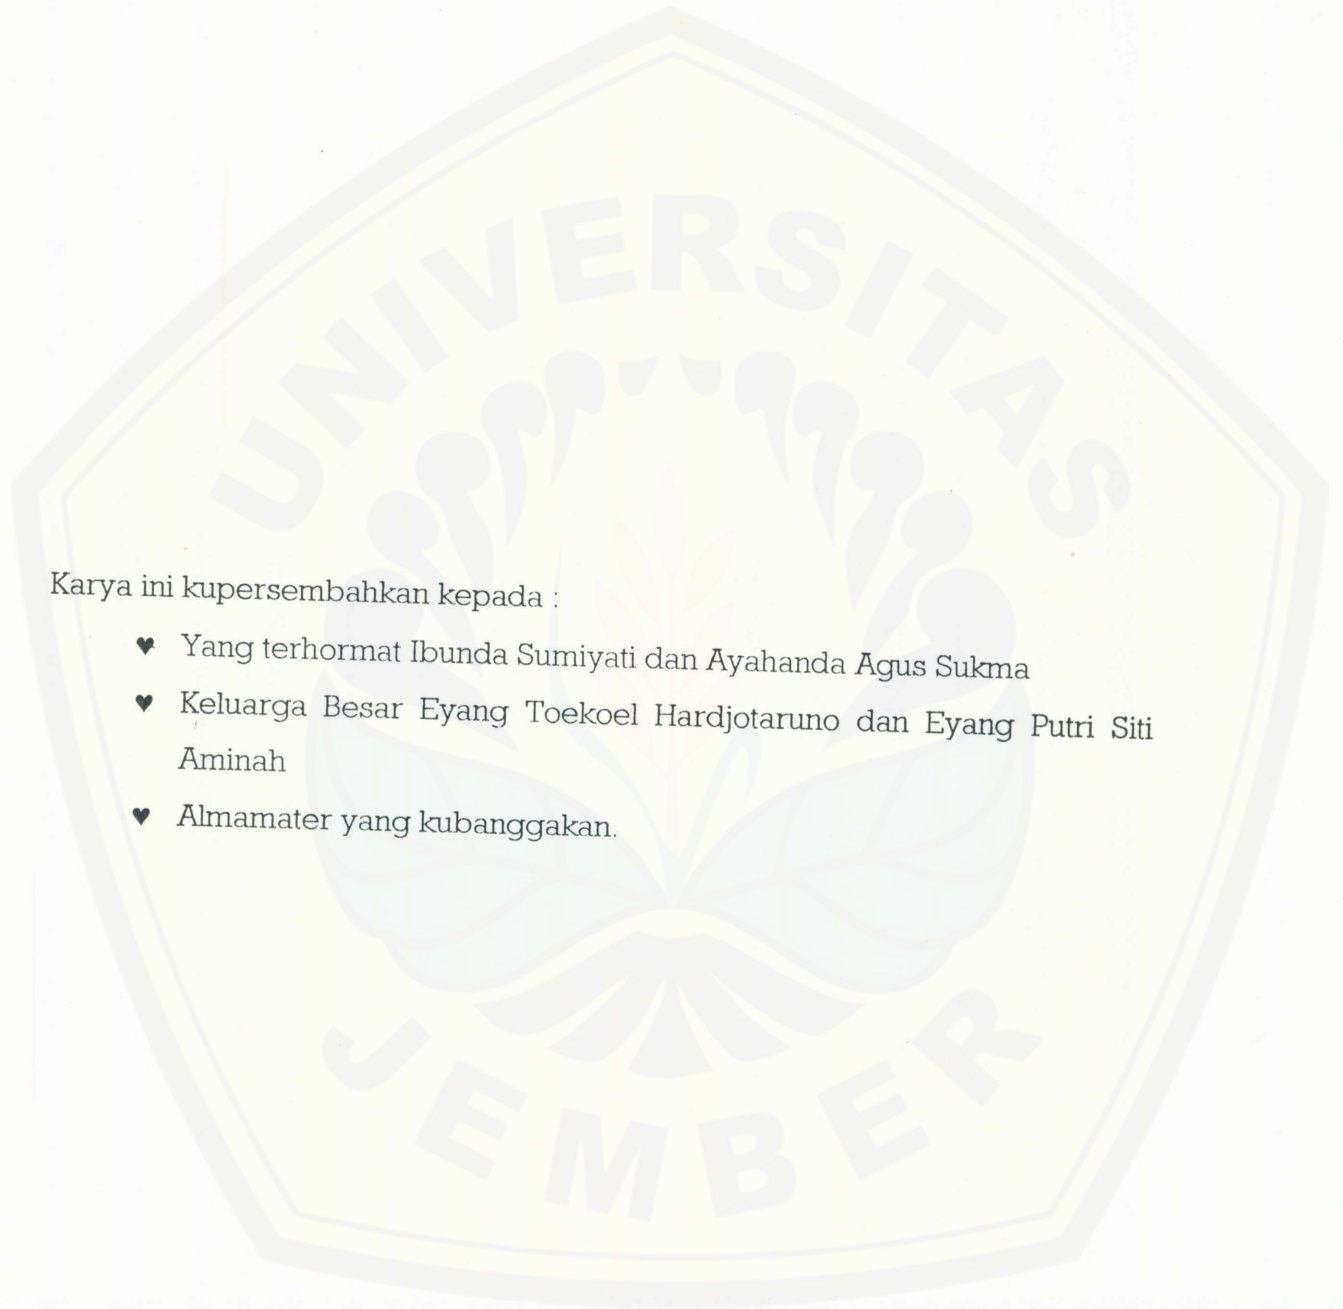 UNIVERSITAS
Karya ini kupersembahkan kepada :
♥ Yang terhormat Ibunda Sumiyati dan Ayahanda Agus Sukma
♥ Keluarga Besar Eyang Toekoel Hardjotaruno dan Eyang Putri Siti
Aminah
♥ Almamater yang kubanggakan.
JEMBER